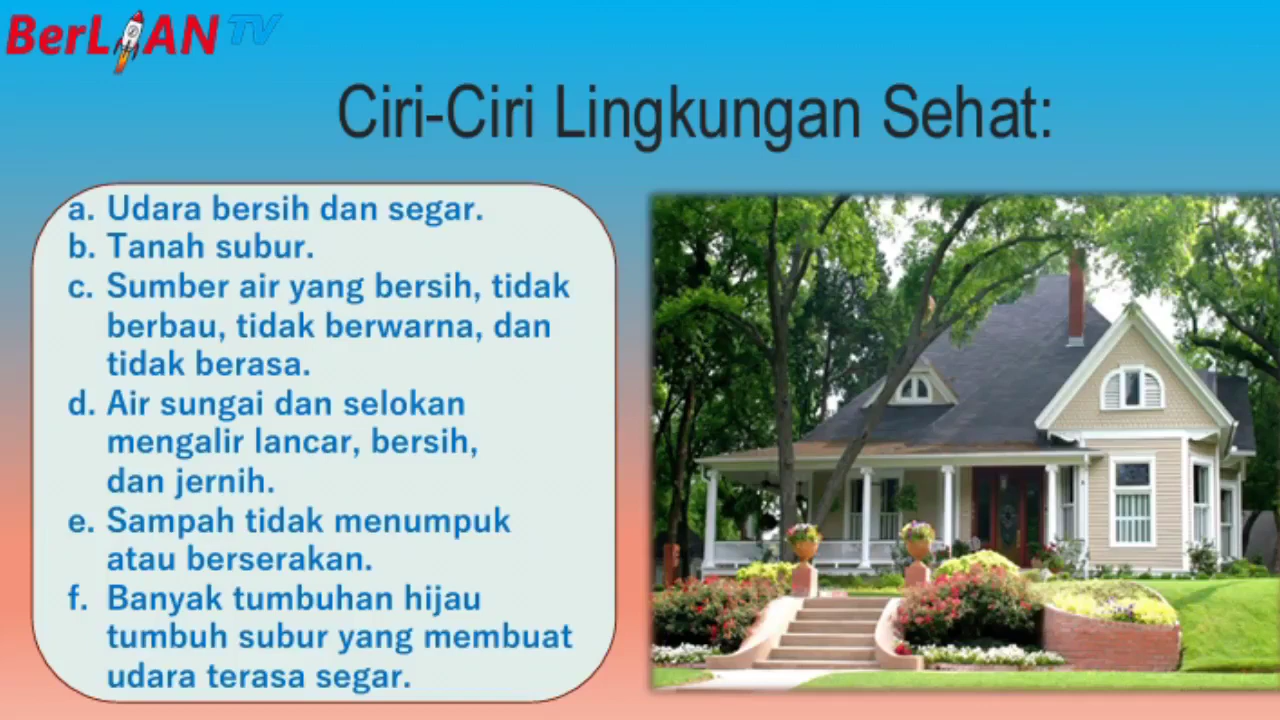 BerLIAN TV
Ciri-Ciri Lingkungan Sehat:
a. Udara bersih dan segar.
b. Tanah subur.
c. Sumber air yang bersih, tidak
berbau, tidak berwarna, dan
tidak berasa.
d. Air sungai dan selokan
mengalir lancar, bersih,
dan jernih.
e. Sampah tidak menumpuk
atau berserakan.
f. Banyak tumbuhan hijau
tumbuh subur yang membuat
udara terasa segar.